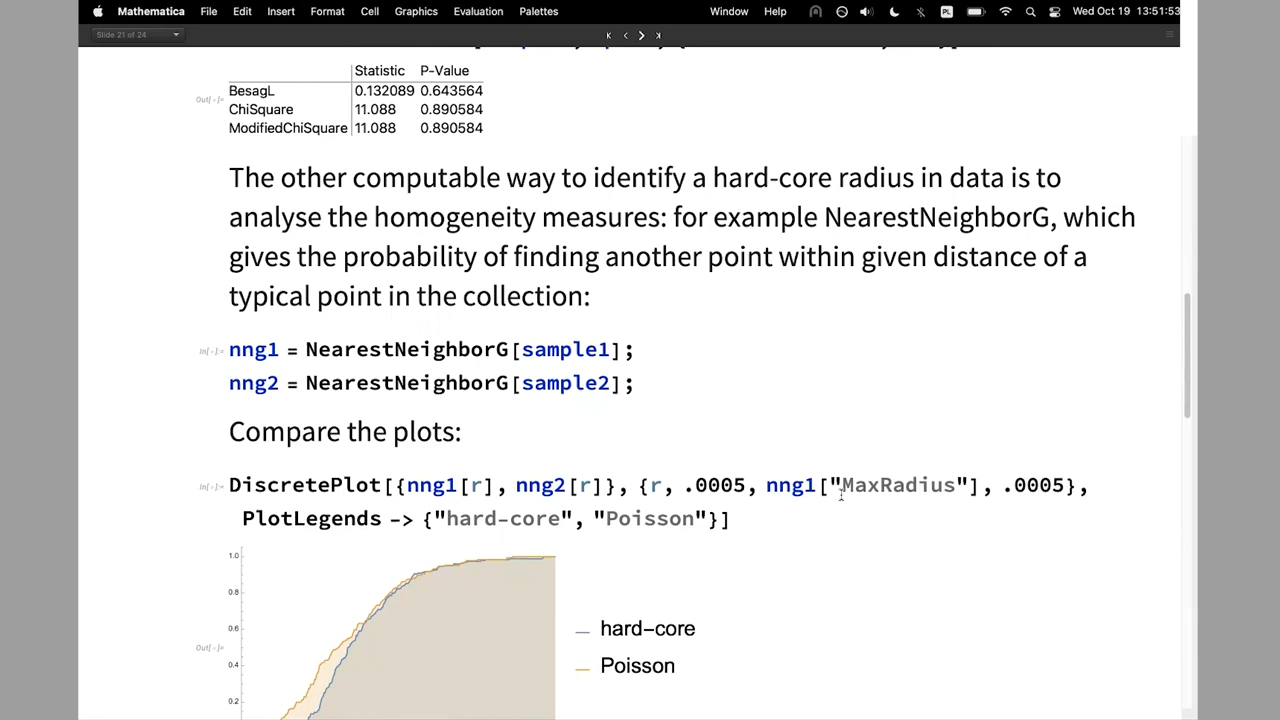 Mathematica File Edit Insert Format Cell Graphics Evaluation Palettes Window Help PL Wed Oct 19 13:51:53
Slide 21 of 24
Statistic P-Value
BesagL 0.132089 0.643564
Out[•]=
ChiSquare 11.088 0.890584
ModifiedChiSquare 11.088 0.890584
The other computable way to identify a hard-core radius in data is to
analyse the homogeneity measures: for example NearestNeighborG, which
gives the probability of finding another point within given distance of a
typical point in the collection:
In[•]:= nng1 = NearestNeighborG[sample1];
nng2 = NearestNeighborG[sample2];
Compare the plots:
In[•]:= DiscretePlot[{nng1[r], nng2[r]}, {r, .0005, nng1["MaxRadius"], .0005},
PlotLegends -> {"hard-core", "Poisson"}]
1.0
0.8
0.6
hard-core
Out[•]=
0.4
Poisson
0.2